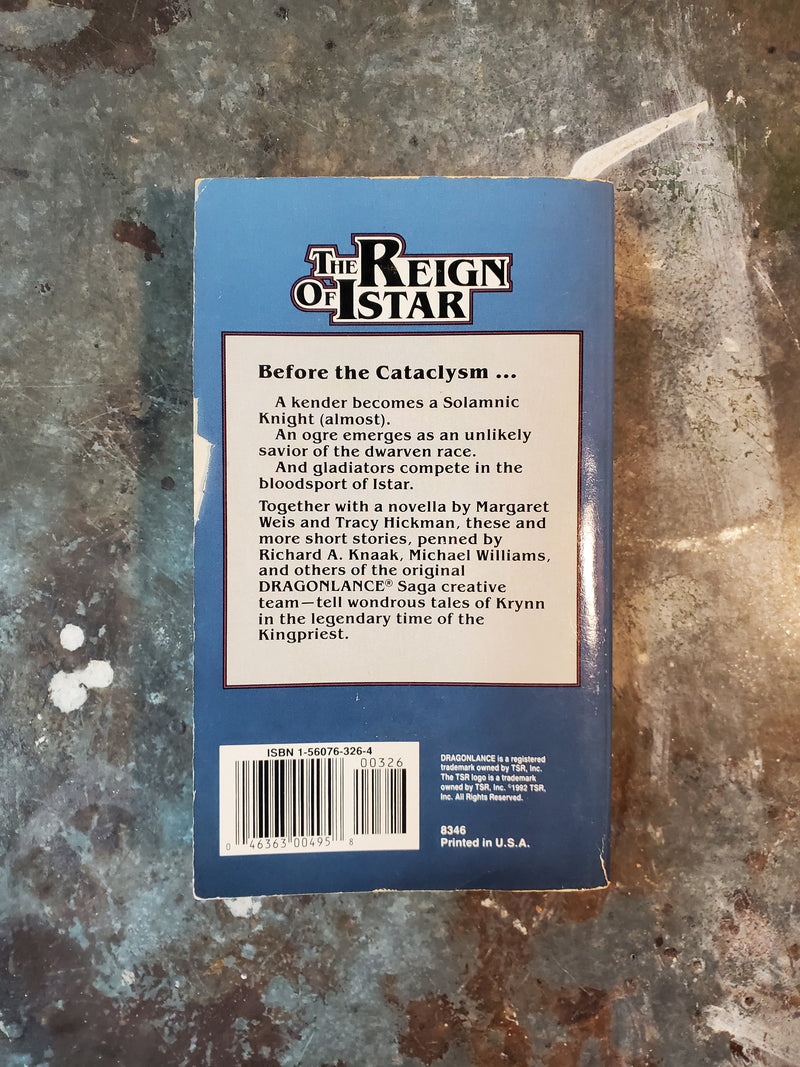 THE REIGN
OF ISTAR
Before the Cataclysm ...
A kender becomes a Solamnic
Knight (almost).
An ogre emerges as an unlikely
savior of the dwarven race.
And gladiators compete in the
bloodsport of Istar.
Together with a novella by Margaret
Weis and Tracy Hickman, these and
more short stories, penned by
Richard A. Knaak, Michael Williams,
and others of the original
DRAGONLANCE® Saga creative
team—tell wondrous tales of Krynn
in the legendary time of the
Kingpriest.
ISBN 1-56076-326-4
00326
0 46363 00495 8
DRAGONLANCE is a registered
trademark owned by TSR, Inc.
The TSR logo is a trademark
owned by TSR, Inc. ©1992 TSR,
Inc. All Rights Reserved.
8346
Printed in U.S.A.